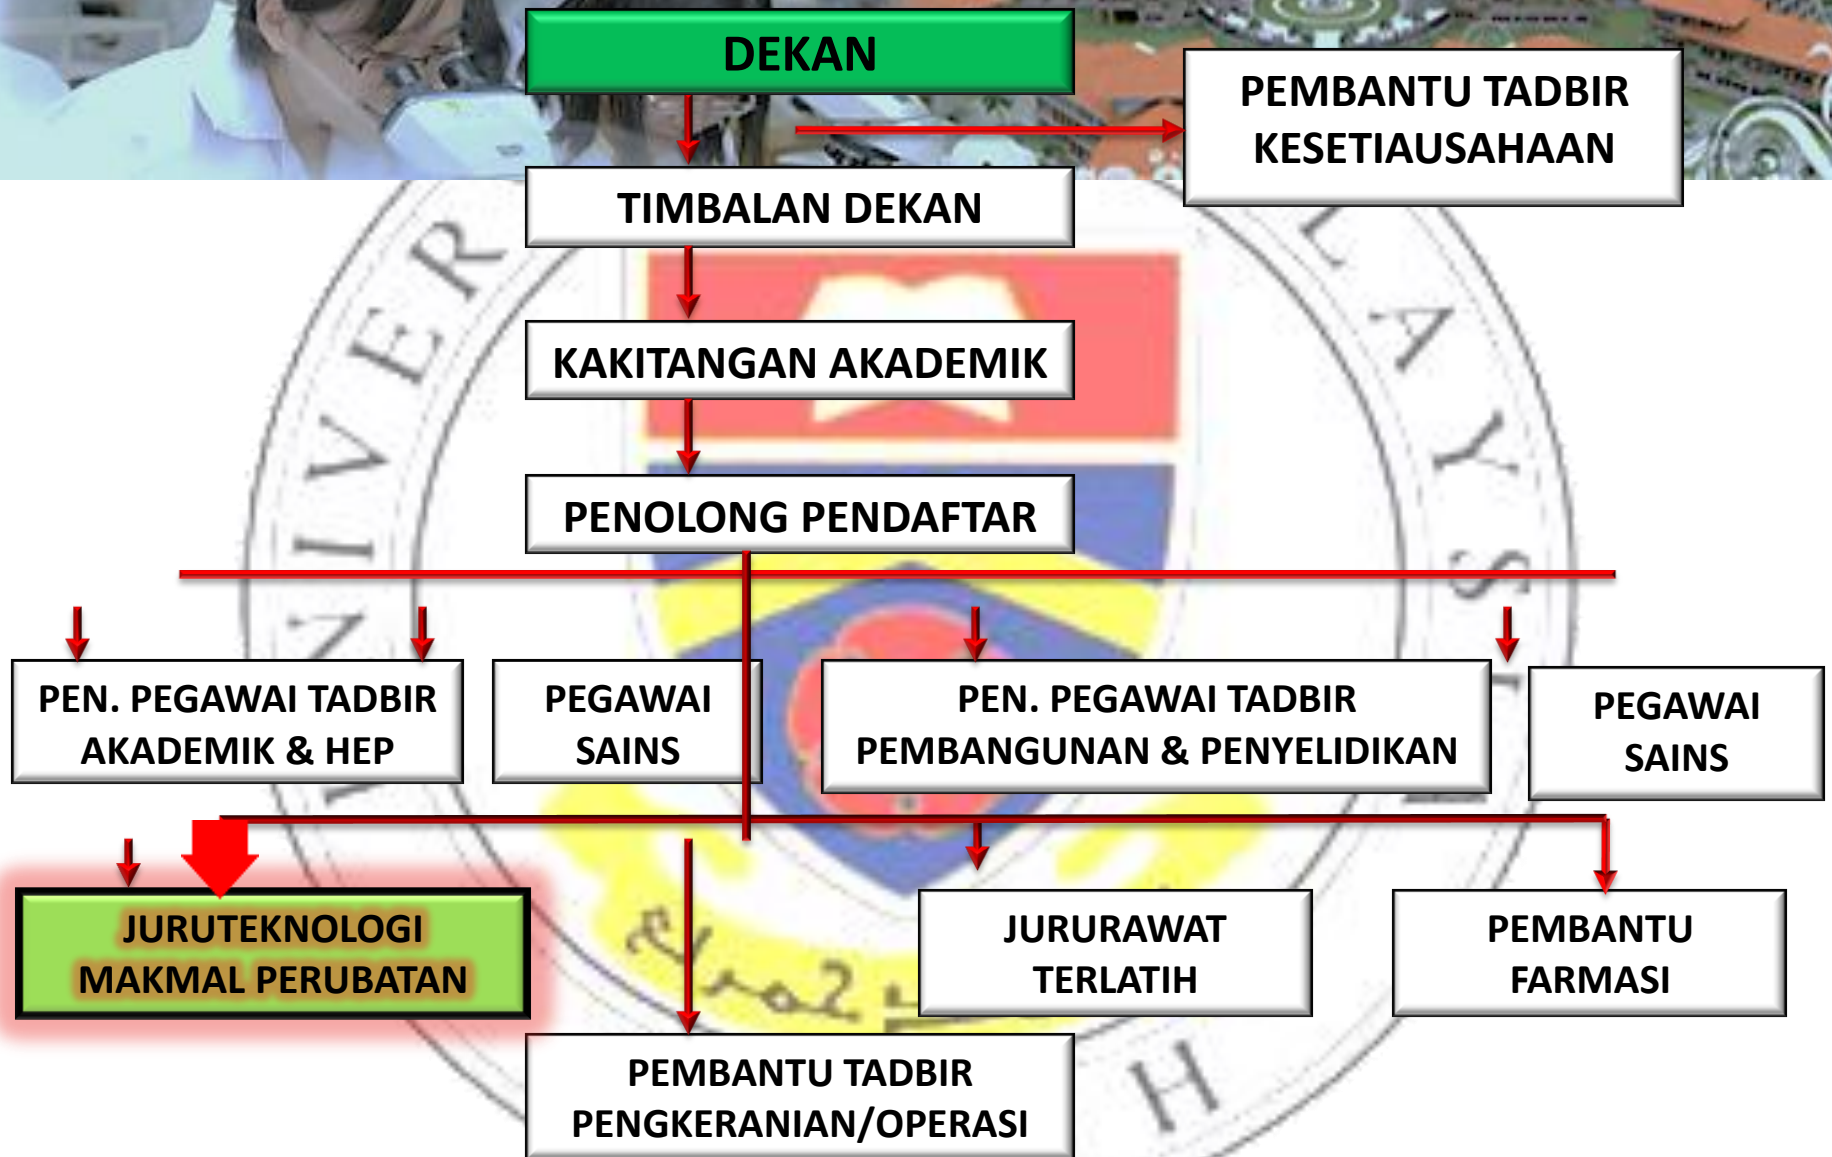 DEKAN
PEMBANTU TADBIR
KESETIAUSAHAAN
TIMBALAN DEKAN
KAKITANGAN AKADEMIK
PENOLONG PENDAFTAR
PEN. PEGAWAI TADBIR
AKADEMIK & HEP
PEGAWAI
SAINS
PEN. PEGAWAI TADBIR
PEMBANGUNAN & PENYELIDIKAN
PEGAWAI
SAINS
JURUTEKNOLOGI
MAKMAL PERUBATAN
JURURAWAT
TERLATIH
PEMBANTU
FARMASI
PEMBANTU TADBIR
PENGKERANIAN/OPERASI